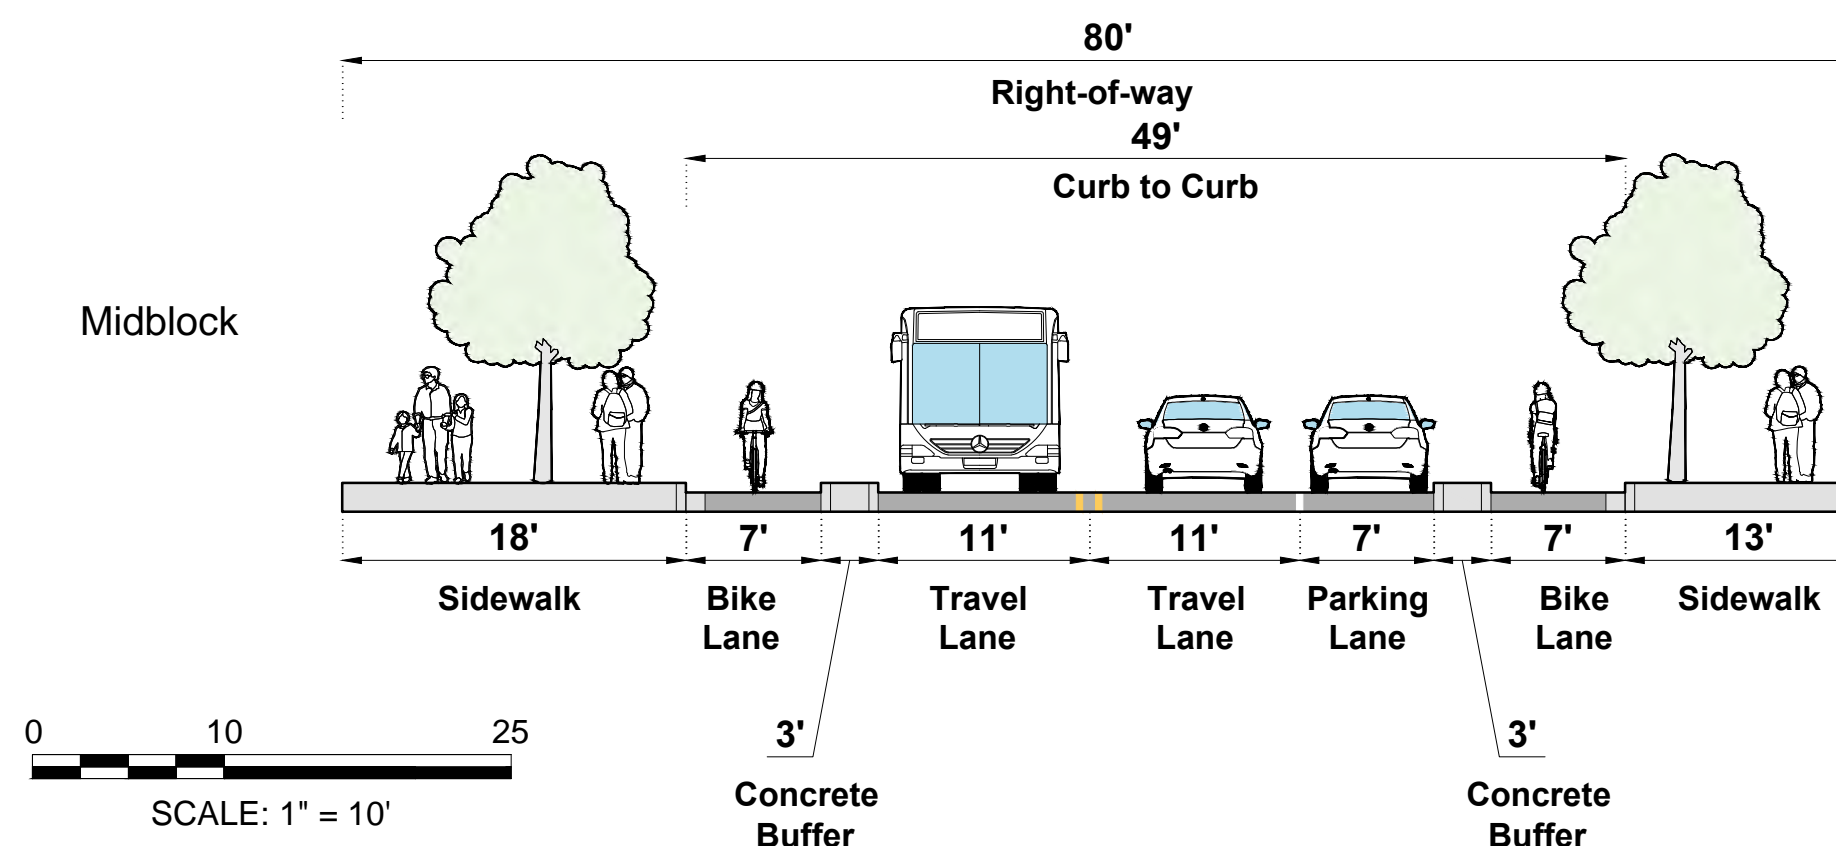 80'
Right-of-way
49'
Curb to Curb
Midblock
18' 7' 11' 11' 7' 7' 13'
Sidewalk Bike Lane Travel Lane Travel Lane Parking Lane Bike Lane Sidewalk
3' 3'
Concrete Buffer Concrete Buffer
0 10 25
SCALE: 1" = 10'